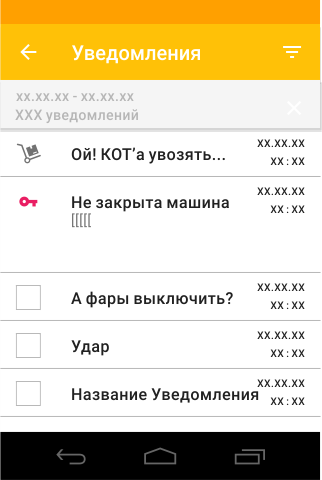 Уведомления
xx.xx.xx - xx.xx.xx
XXX уведомлений
Ой! КОТ’а увозять...
xx.xx.xx
xx : xx
Не закрыта машина
xx.xx.xx
xx : xx
[[[[[
А фары выключить?
xx.xx.xx
xx : xx
Удар
xx.xx.xx
xx : xx
Название Уведомления
xx.xx.xx
xx : xx